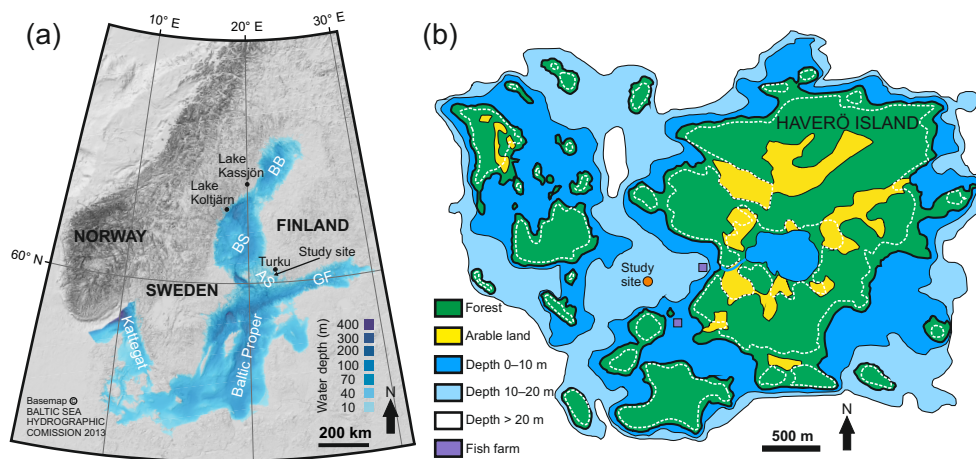 (a)
10° E
20° E
30° E
60° N
Lake
Kassjön
Lake
Koltjärn
BB
BS
FINLAND
NORWAY
Turku
Study site
AS
GF
SWEDEN
Kattegat
Baltic Proper
Water depth (m)
400
300
200
100
70
40
10
N
200 km
Basemap ©
BALTIC SEA
HYDROGRAPHIC
COMISSION 2013
(b)
HAVERÖ ISLAND
Study
site
Forest
Arable land
Depth 0–10 m
Depth 10–20 m
Depth > 20 m
Fish farm
500 m
N